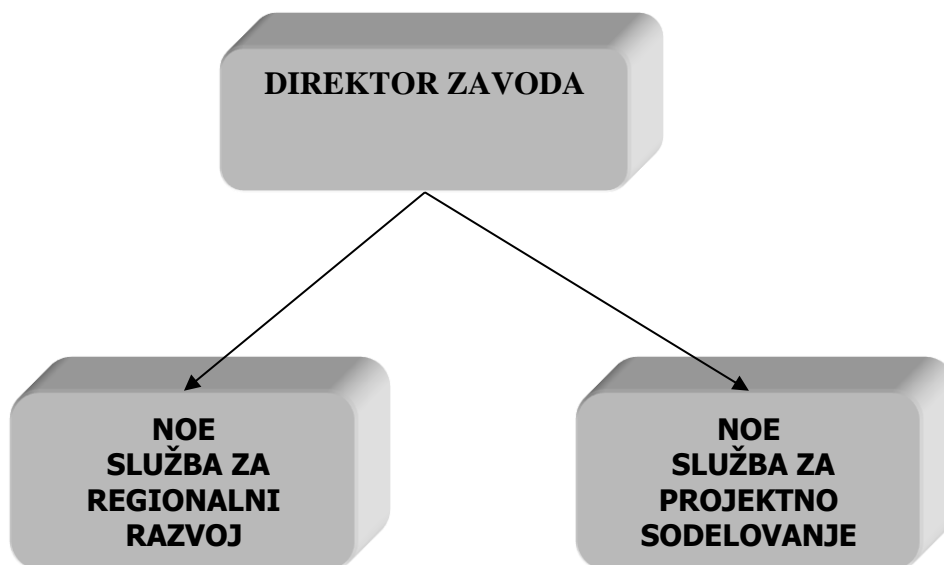 DIREKTOR ZAVODA
NOE
SLUŽBA ZA
REGIONALNI
RAZVOJ
NOE
SLUŽBA ZA
PROJEKTNO
SODELOVANJE